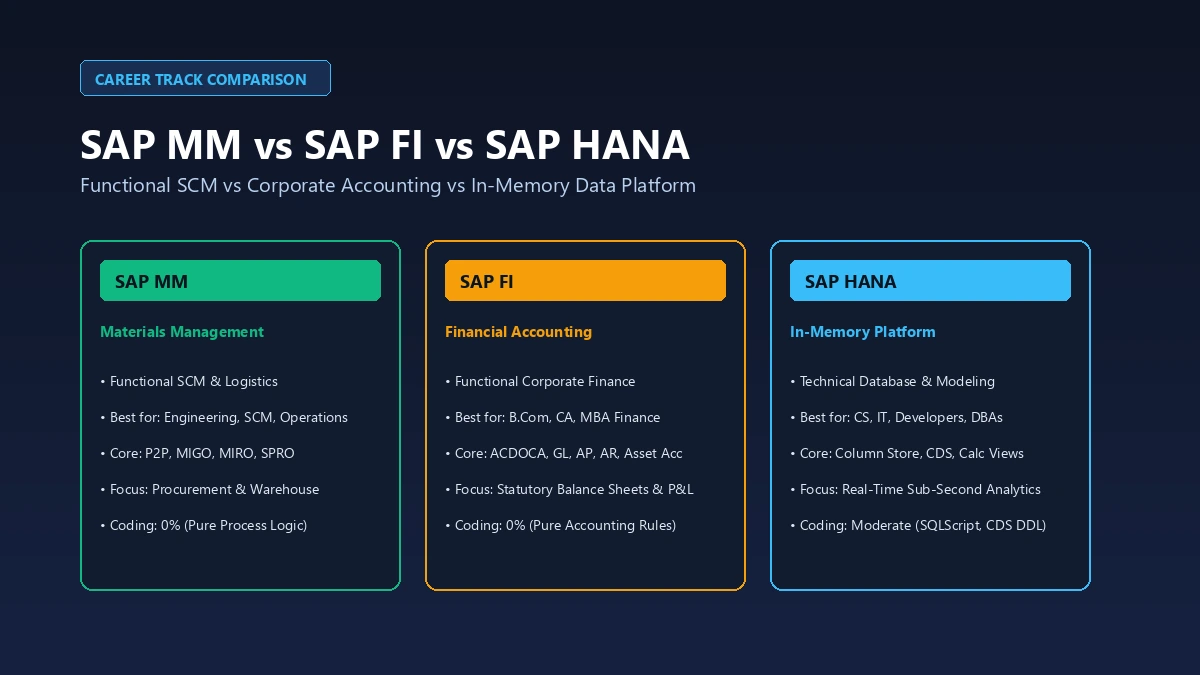 CAREER TRACK COMPARISON
SAP MM vs SAP FI vs SAP HANA
Functional SCM vs Corporate Accounting vs In-Memory Data Platform
SAP MM
Materials Management
• Functional SCM & Logistics
• Best for: Engineering, SCM, Operations
• Core: P2P, MIGO, MIRO, SPRO
• Focus: Procurement & Warehouse
• Coding: 0% (Pure Process Logic)
SAP FI
Financial Accounting
• Functional Corporate Finance
• Best for: B.Com, CA, MBA Finance
• Core: ACDOCA, GL, AP, AR, Asset Acc
• Focus: Statutory Balance Sheets & P&L
• Coding: 0% (Pure Accounting Rules)
SAP HANA
In-Memory Platform
• Technical Database & Modeling
• Best for: CS, IT, Developers, DBAs
• Core: Column Store, CDS, Calc Views
• Focus: Real-Time Sub-Second Analytics
• Coding: Moderate (SQLScript, CDS DDL)